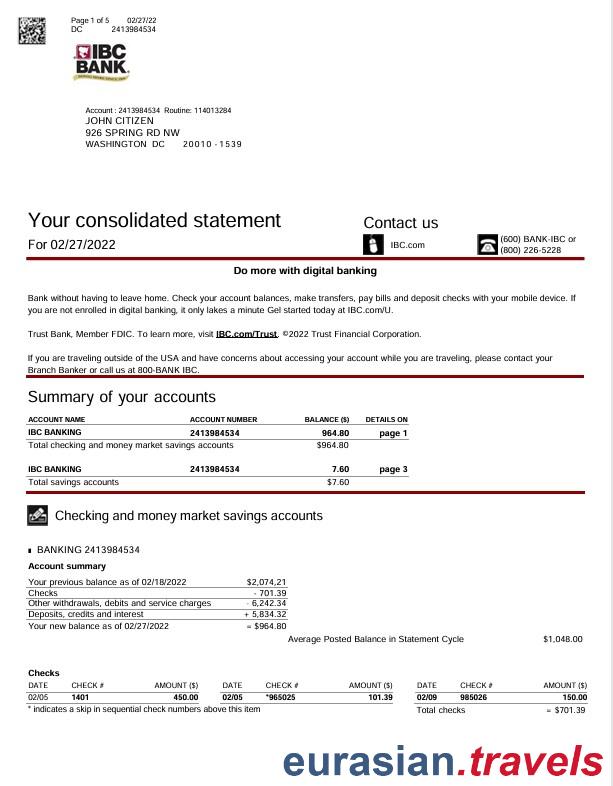 Page 1 of 5 02/27/22
DC 2413984534
IBC
BANK
Account : 2413984534 Routine: 114013284
JOHN CITIZEN
926 SPRING RD NW
WASHINGTON DC 20010 -1539
Your consolidated statement
For 02/27/2022
Contact us
IBC.com
(600) BANK-IBC or
(800) 226-5228
Do more with digital banking
Bank without having to leave home. Check your account balances, make transfers, pay bills and deposit checks with your mobile device. If
you are not enrolled in digital banking, it only lakes a minute Gel started today at IBC.com/U.
Trust Bank, Member FDIC. To learn more, visit IBC.com/Trust. ©2022 Trust Financial Corporation.
If you are traveling outside of the USA and have concerns about accessing your account while you are traveling, please contact your
Branch Banker or call us at 800-BANK IBC.
Summary of your accounts
ACCOUNT NAME ACCOUNT NUMBER BALANCE ($) DETAILS ON
IBC BANKING 2413984534 964.80 page 1
Total checking and money market savings accounts $964.80
IBC BANKING 2413984534 7.60 page 3
Total savings accounts $7.60
Checking and money market savings accounts
BANKING 2413984534
Account summary
Your previous balance as of 02/18/2022 $2,074,21
Checks - 701.39
Other withdrawals, debits and service charges - 6,242.34
Deposits, credits and interest + 5,834.32
Your new balance as of 02/27/2022 = $964.80
Average Posted Balance in Statement Cycle $1,048.00
Checks
DATE CHECK # AMOUNT ($) DATE CHECK # AMOUNT ($) DATE CHECK # AMOUNT ($)
02/05 1401 450.00 02/05 *965025 101.39 02/09 985026 150.00
* indicates a skip in sequential check numbers above this item Total checks = $701.39
eurasian.travels